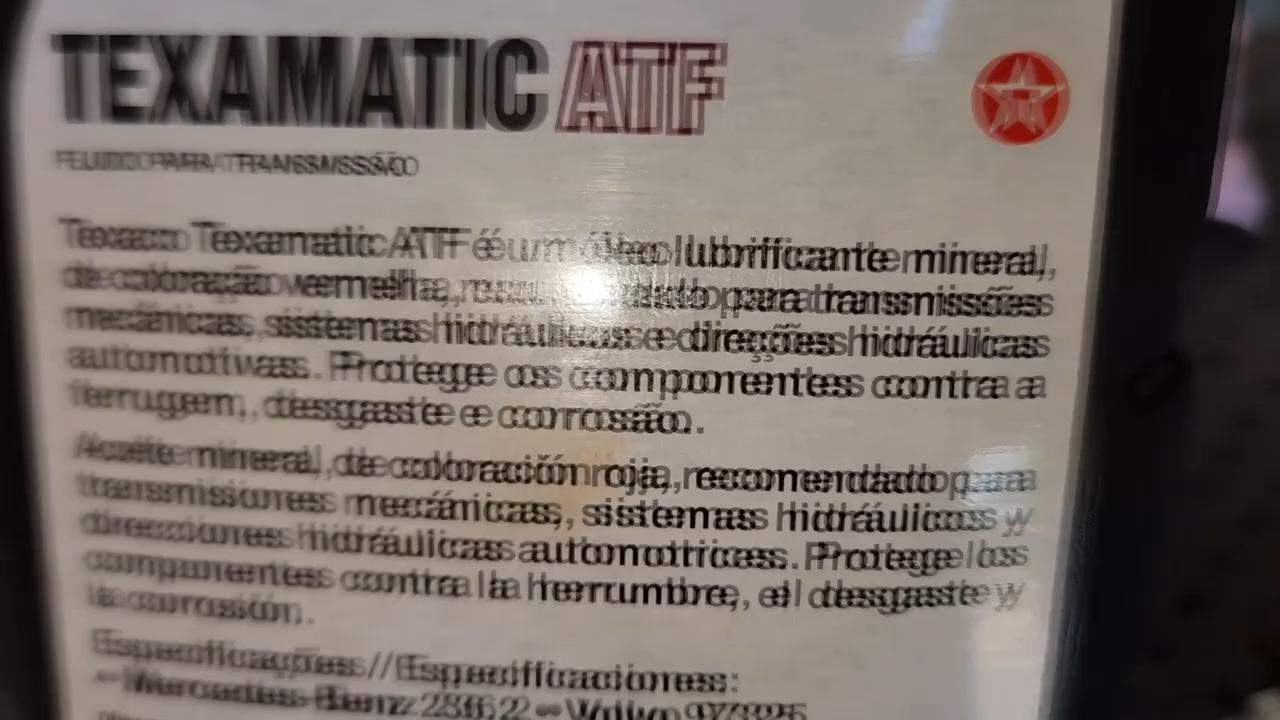 TEXAMATIC ATF
FLUIDO PARA TRANSMISSÃO
Texaco Texamatic ATF é um óleo lubrificante mineral,
de coloração vermelha, para transmissões
mecânicas, sistemas hidráulicos e direções hidráulicas
automotivas. Protege os componentes contra a
ferrugem, desgaste e corrosão.
Aceite mineral, de coloración roja, recomendado para
transmisiones mecánicas, sistemas hidráulicos y
direcciones hidráulicas automotrices. Protege los
componentes contra la herrumbre, el desgaste y
la corrosión.
Especificações / Especificaciones:
- Mercedes-Benz 236.2 - Volvo